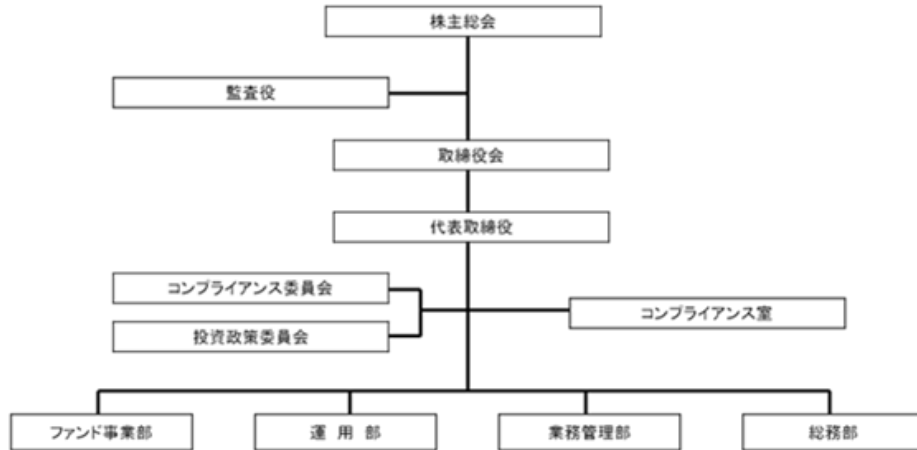 株主総会
監査役
取締役会
代表取締役
コンプライアンス委員会
コンプライアンス室
投資政策委員会
ファンド事業部
運 用 部
業務管理部
総務部